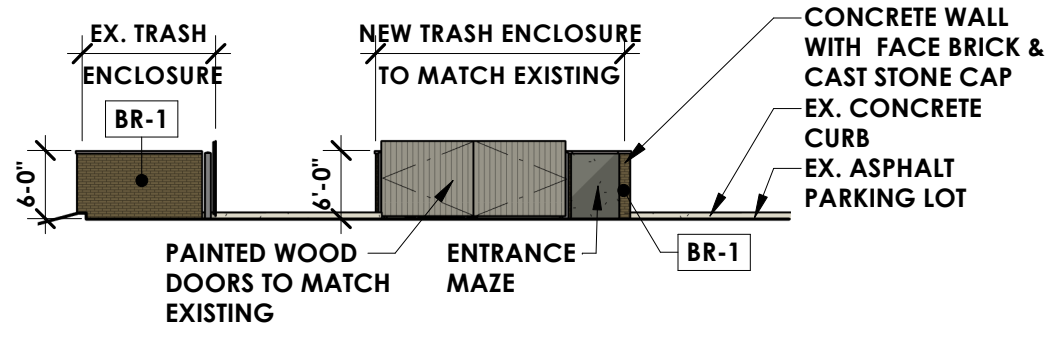 EX. TRASH
ENCLOSURE
BR-1
6'-0"
NEW TRASH ENCLOSURE
TO MATCH EXISTING
6'-0"
CONCRETE WALL
WITH FACE BRICK &
CAST STONE CAP
EX. CONCRETE
CURB
EX. ASPHALT
PARKING LOT
PAINTED WOOD
DOORS TO MATCH
EXISTING
ENTRANCE
MAZE
BR-1